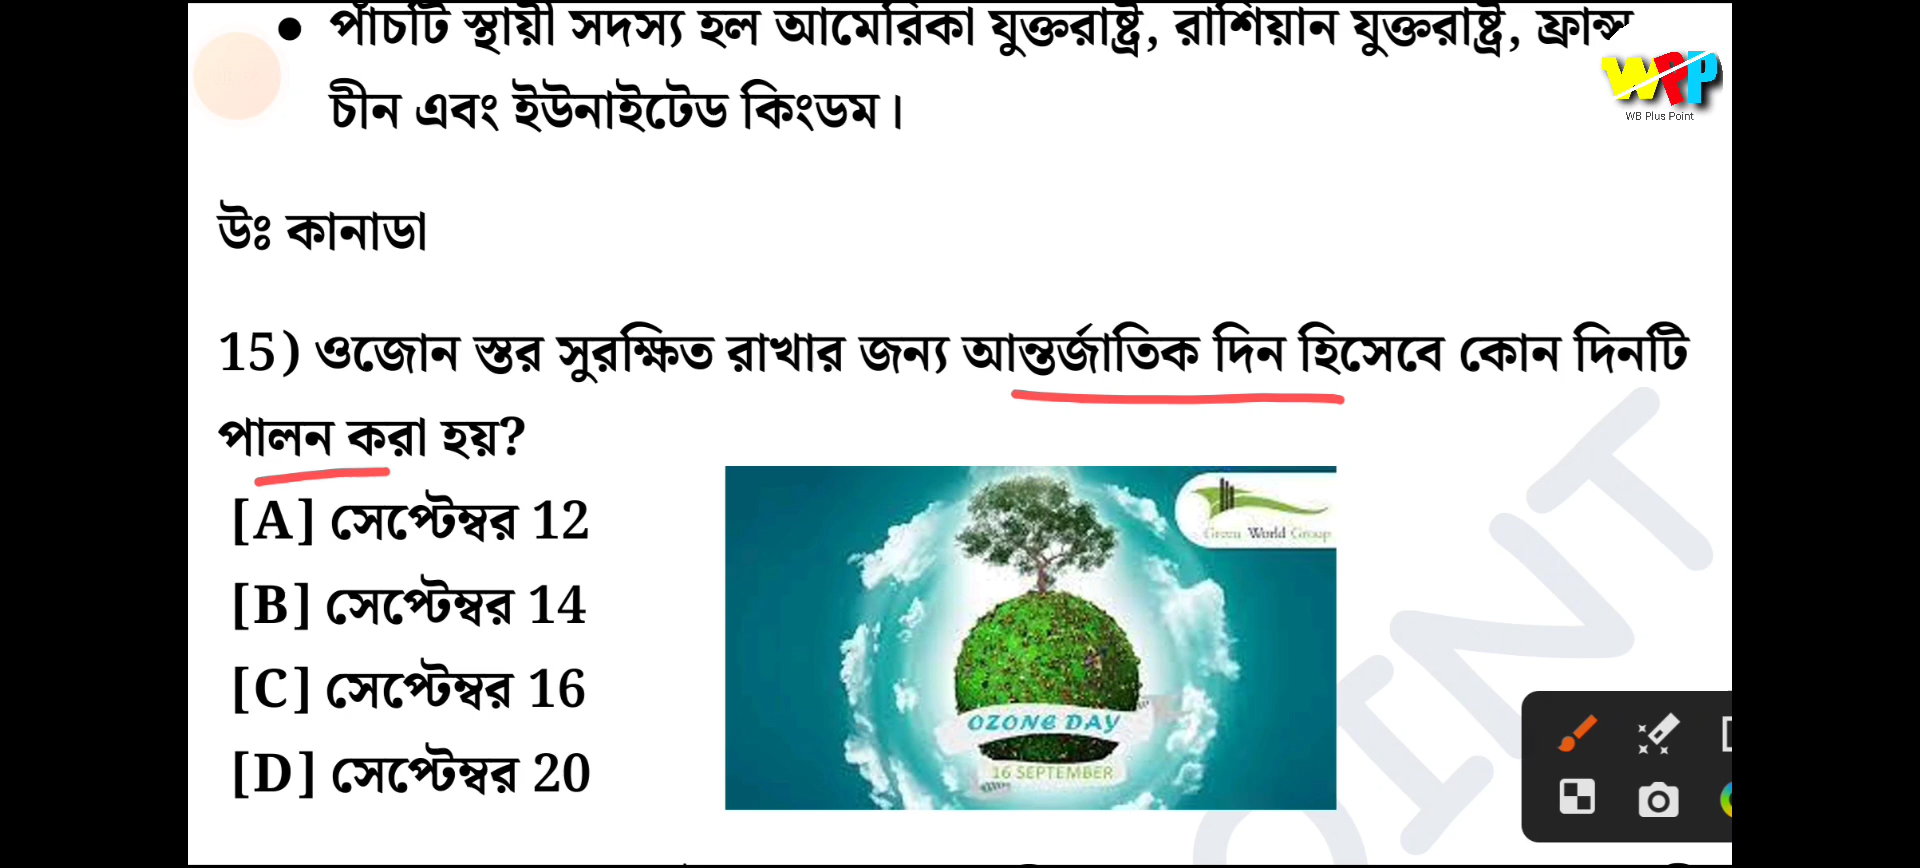 ● পাঁচটি স্থায়ী সদস্য হল আমেরিকা যুক্তরাষ্ট্র, রাশিয়ান যুক্তরাষ্ট্র, ফ্রান্স
চীন এবং ইউনাইটেড কিংডম।
WRP
WB Plus Point
উঃ কানাডা
15) ওজোন স্তর সুরক্ষিত রাখার জন্য আন্তর্জাতিক দিন হিসেবে কোন দিনটি
পালন করা হয়?
[A] সেপ্টেম্বর 12
[B] সেপ্টেম্বর 14
[C] সেপ্টেম্বর 16
[D] সেপ্টেম্বর 20
Green World Group
OZONE DAY
16 SEPTEMBER
OINT